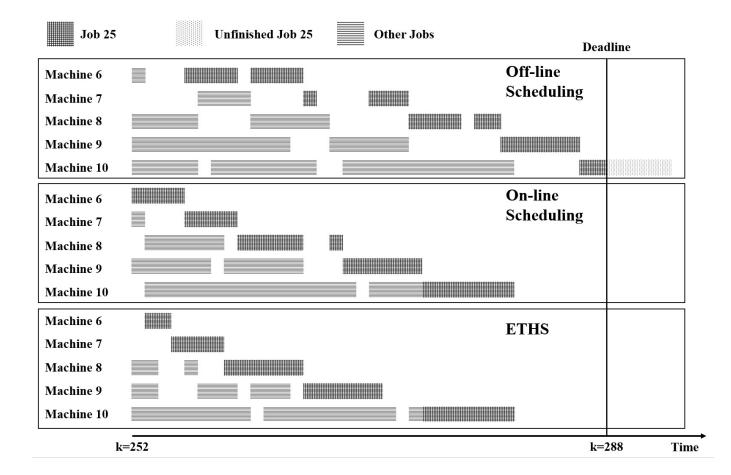 Job 25
Unfinished Job 25
Other Jobs
Deadline
Off-line
Scheduling
Machine 6
Machine 7
Machine 8
Machine 9
Machine 10
On-line
Scheduling
Machine 6
Machine 7
Machine 8
Machine 9
Machine 10
ETHS
Machine 6
Machine 7
Machine 8
Machine 9
Machine 10
k=252
k=288
Time